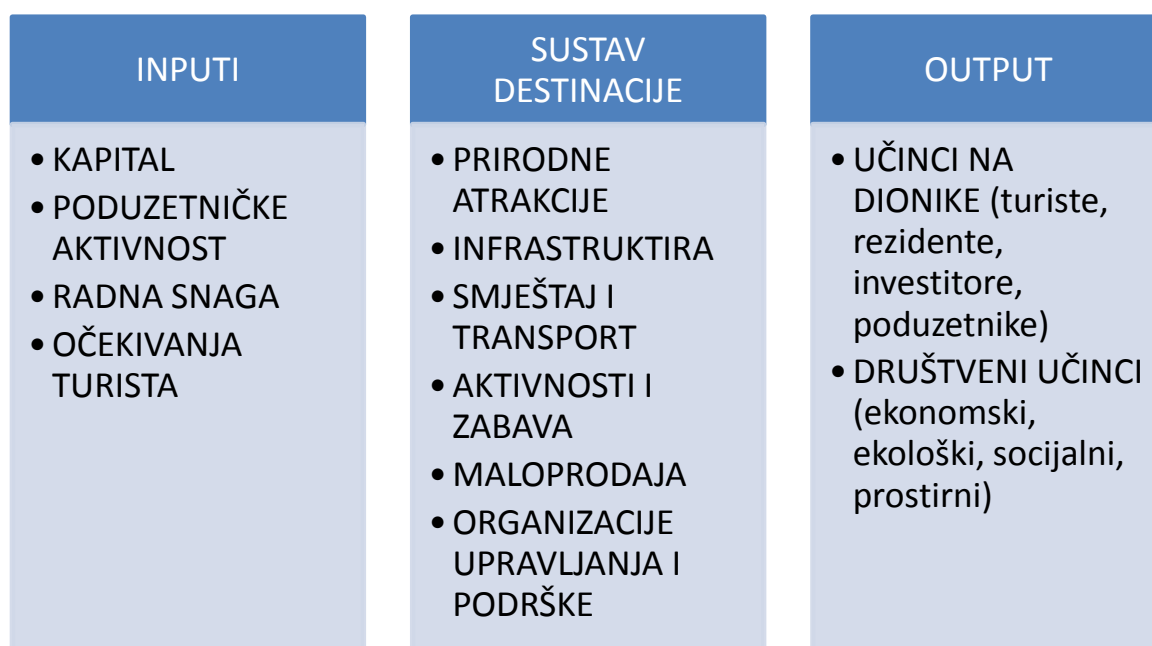 INPUTI
• KAPITAL
• PODUZETNIČKE
AKTIVNOST
• RADNA SNAGA
• OČEKIVANJA
TURISTA
SUSTAV
DESTINACIJE
• PRIRODNE
ATRAKCIJE
• INFRASTRUKTIRA
• SMJEŠTAJ I
TRANSPORT
• AKTIVNOSTI I
ZABAVA
• MALOPRODAJA
• ORGANIZACIJE
UPRAVLJANJA I
PODRŠKE
OUTPUT
• UČINCI NA
DIONIKE (turiste,
rezidente,
investitore,
poduzetnike)
• DRUŠTVENI UČINCI
(ekonomski,
ekološki, socijalni,
prostirni)